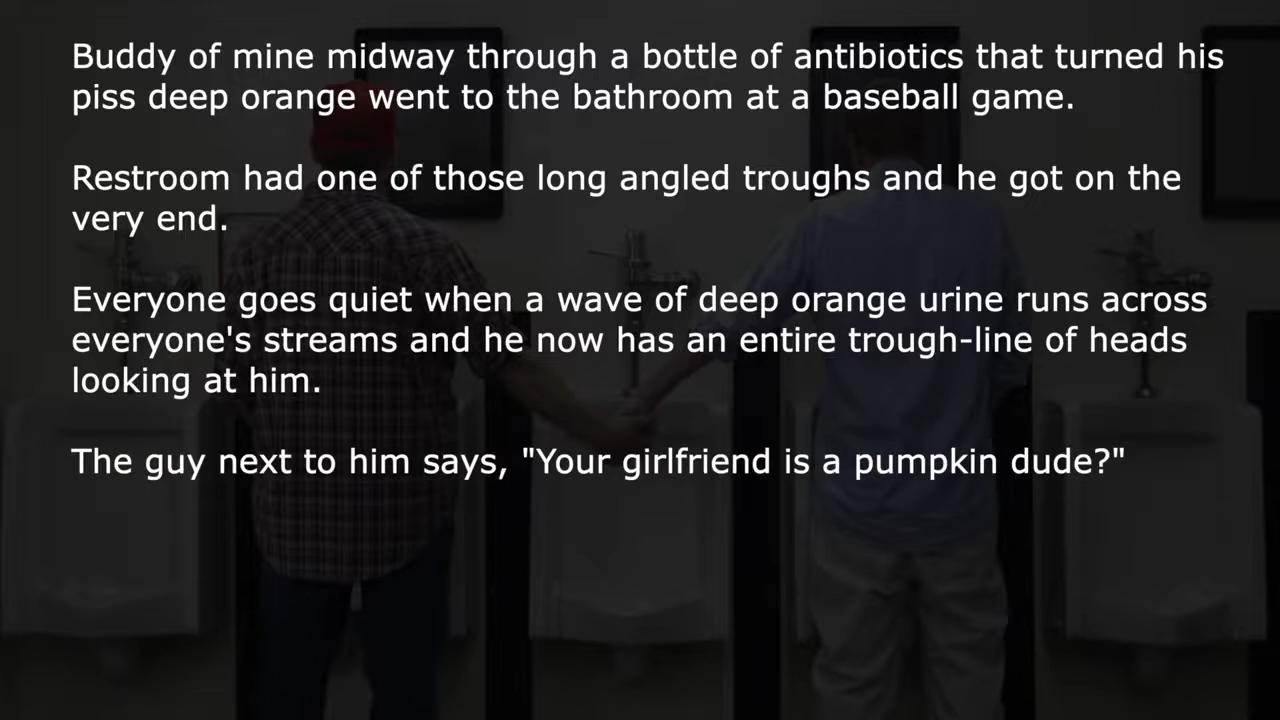 Buddy of mine midway through a bottle of antibiotics that turned his
piss deep orange went to the bathroom at a baseball game.
Restroom had one of those long angled troughs and he got on the
very end.
Everyone goes quiet when a wave of deep orange urine runs across
everyone's streams and he now has an entire trough-line of heads
looking at him.
The guy next to him says, "Your girlfriend is a pumpkin dude?"